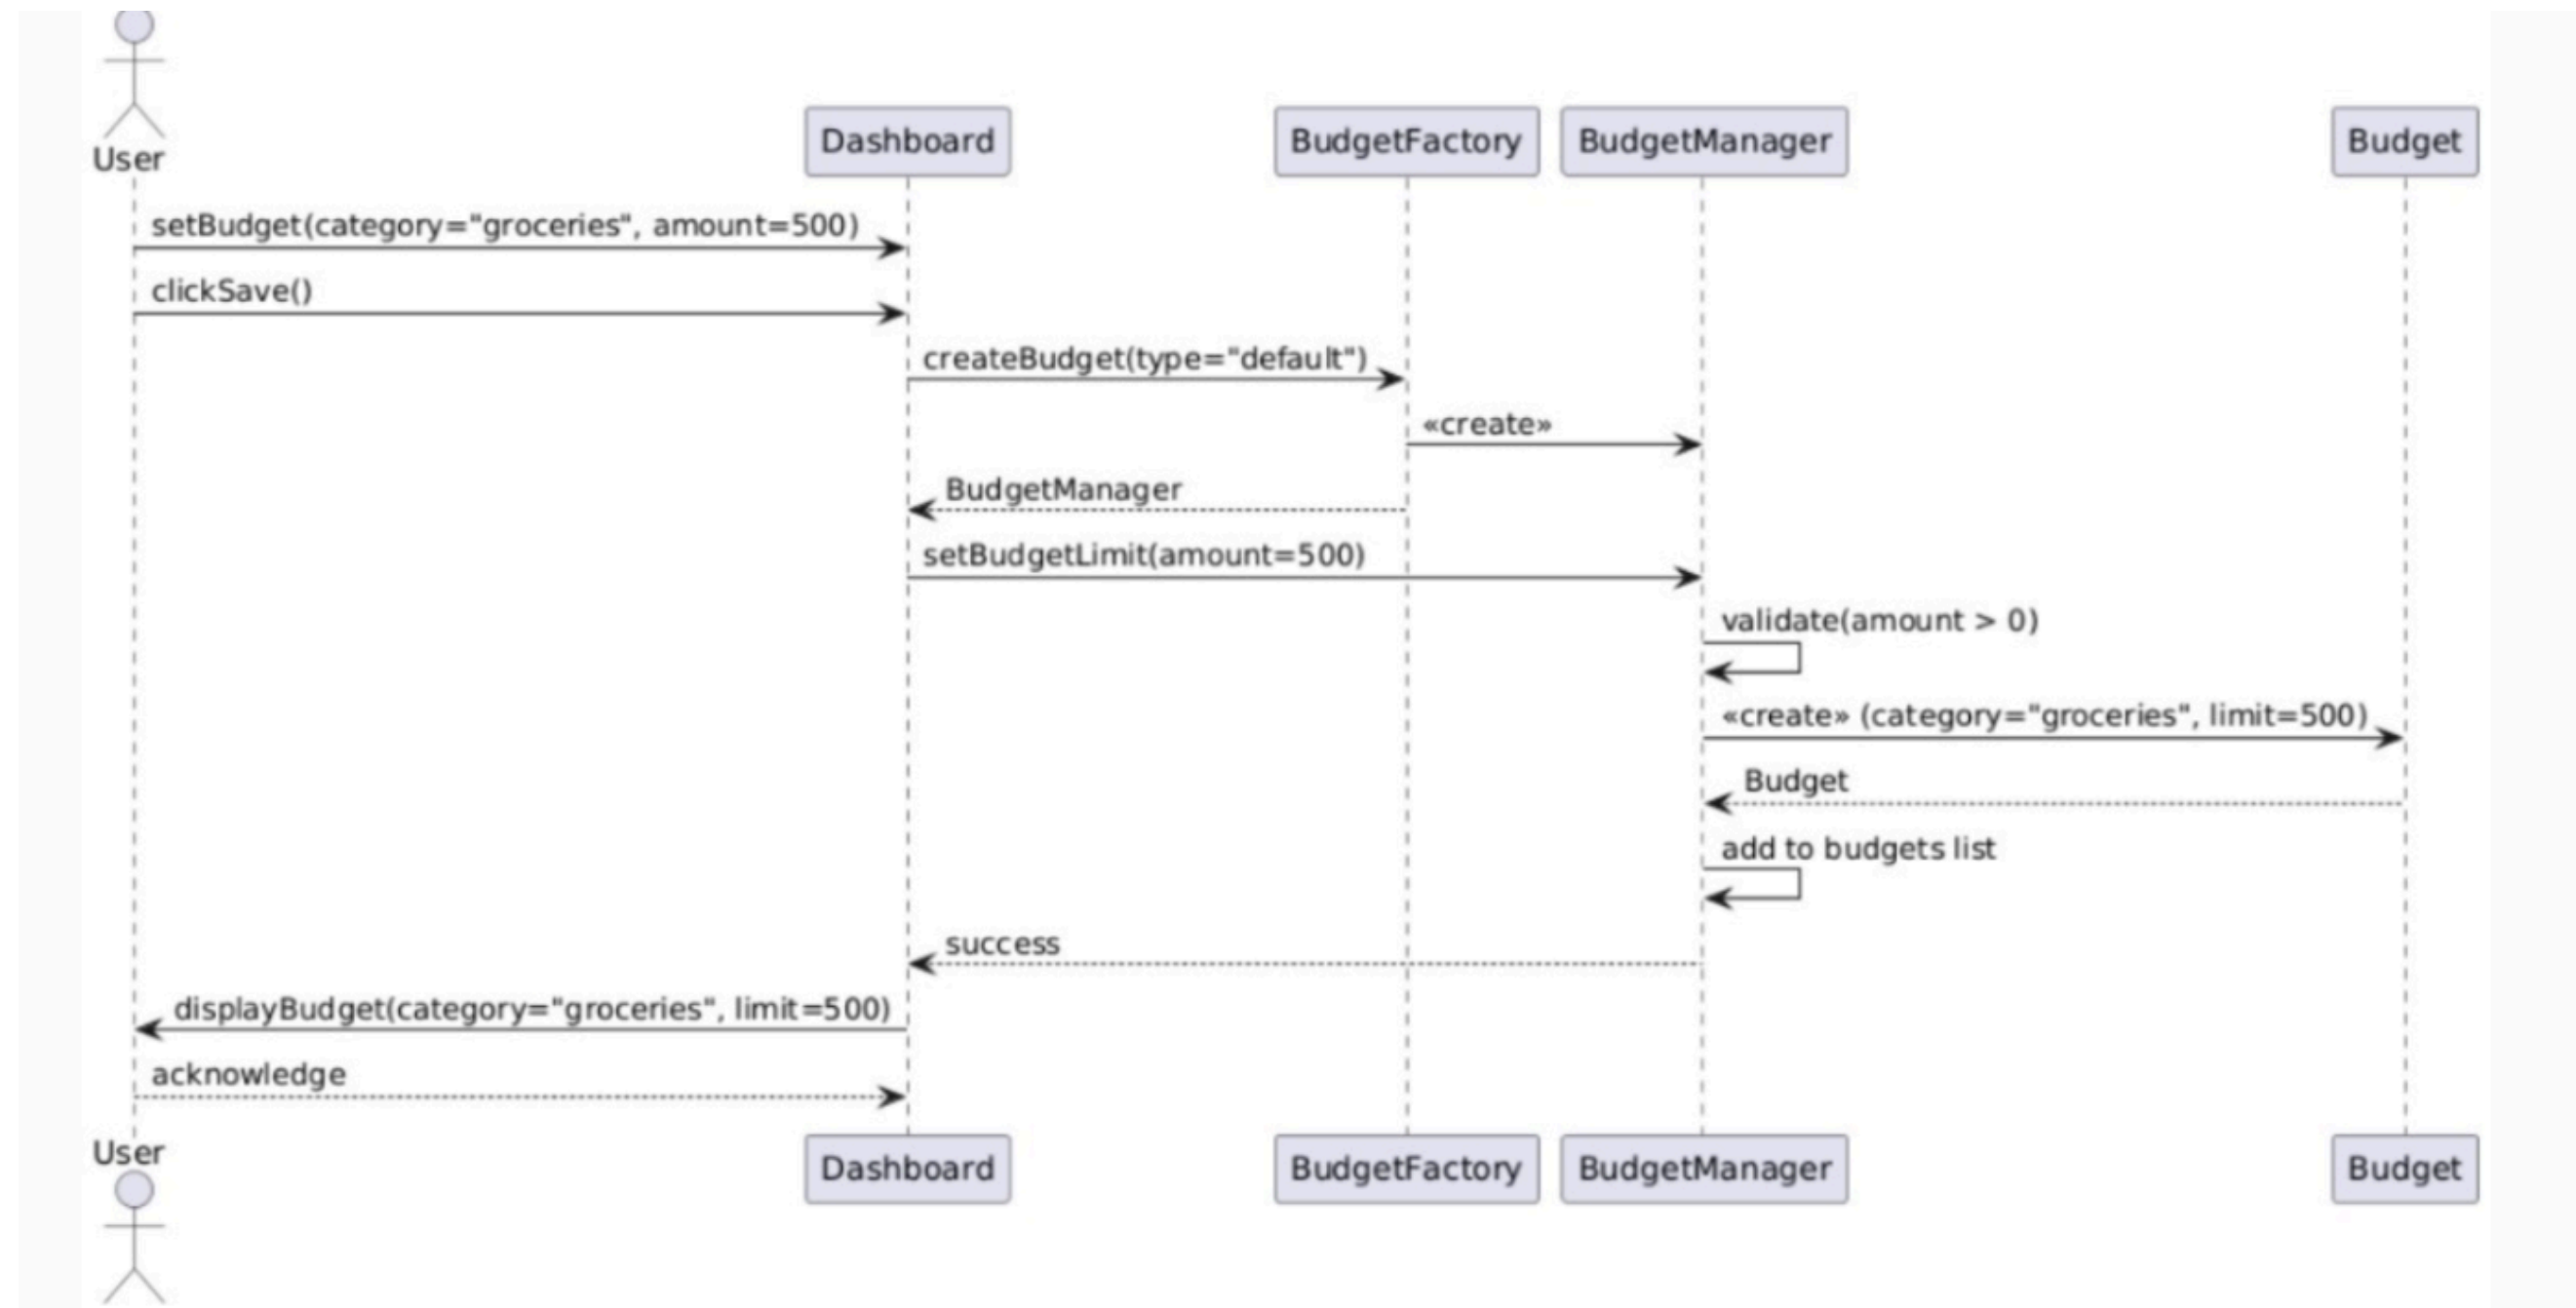 User
Dashboard
BudgetFactory
BudgetManager
Budget
setBudget(category="groceries", amount=500)
clickSave()
createBudget(type="default")
«create»
BudgetManager
setBudgetLimit(amount=500)
validate(amount > 0)
«create» (category="groceries", limit=500)
Budget
add to budgets list
success
displayBudget(category="groceries", limit=500)
acknowledge
User
Dashboard
BudgetFactory
BudgetManager
Budget